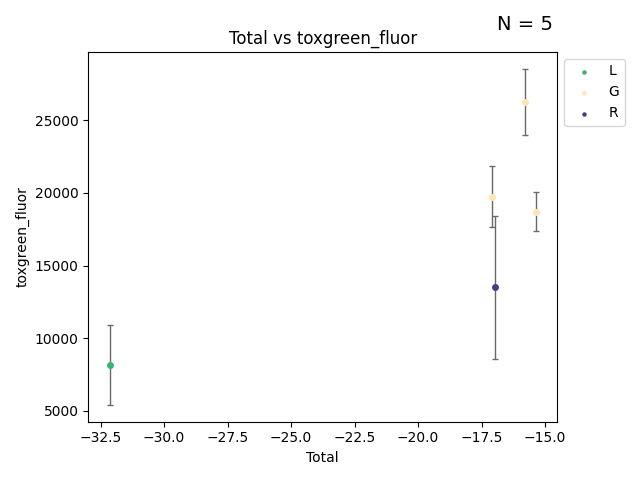 N = 5
Total vs toxgreen_fluor
L
G
R
25000
20000
15000
10000
5000
toxgreen_fluor
−32.5 −30.0 −27.5 −25.0 −22.5 −20.0 −17.5 −15.0
Total